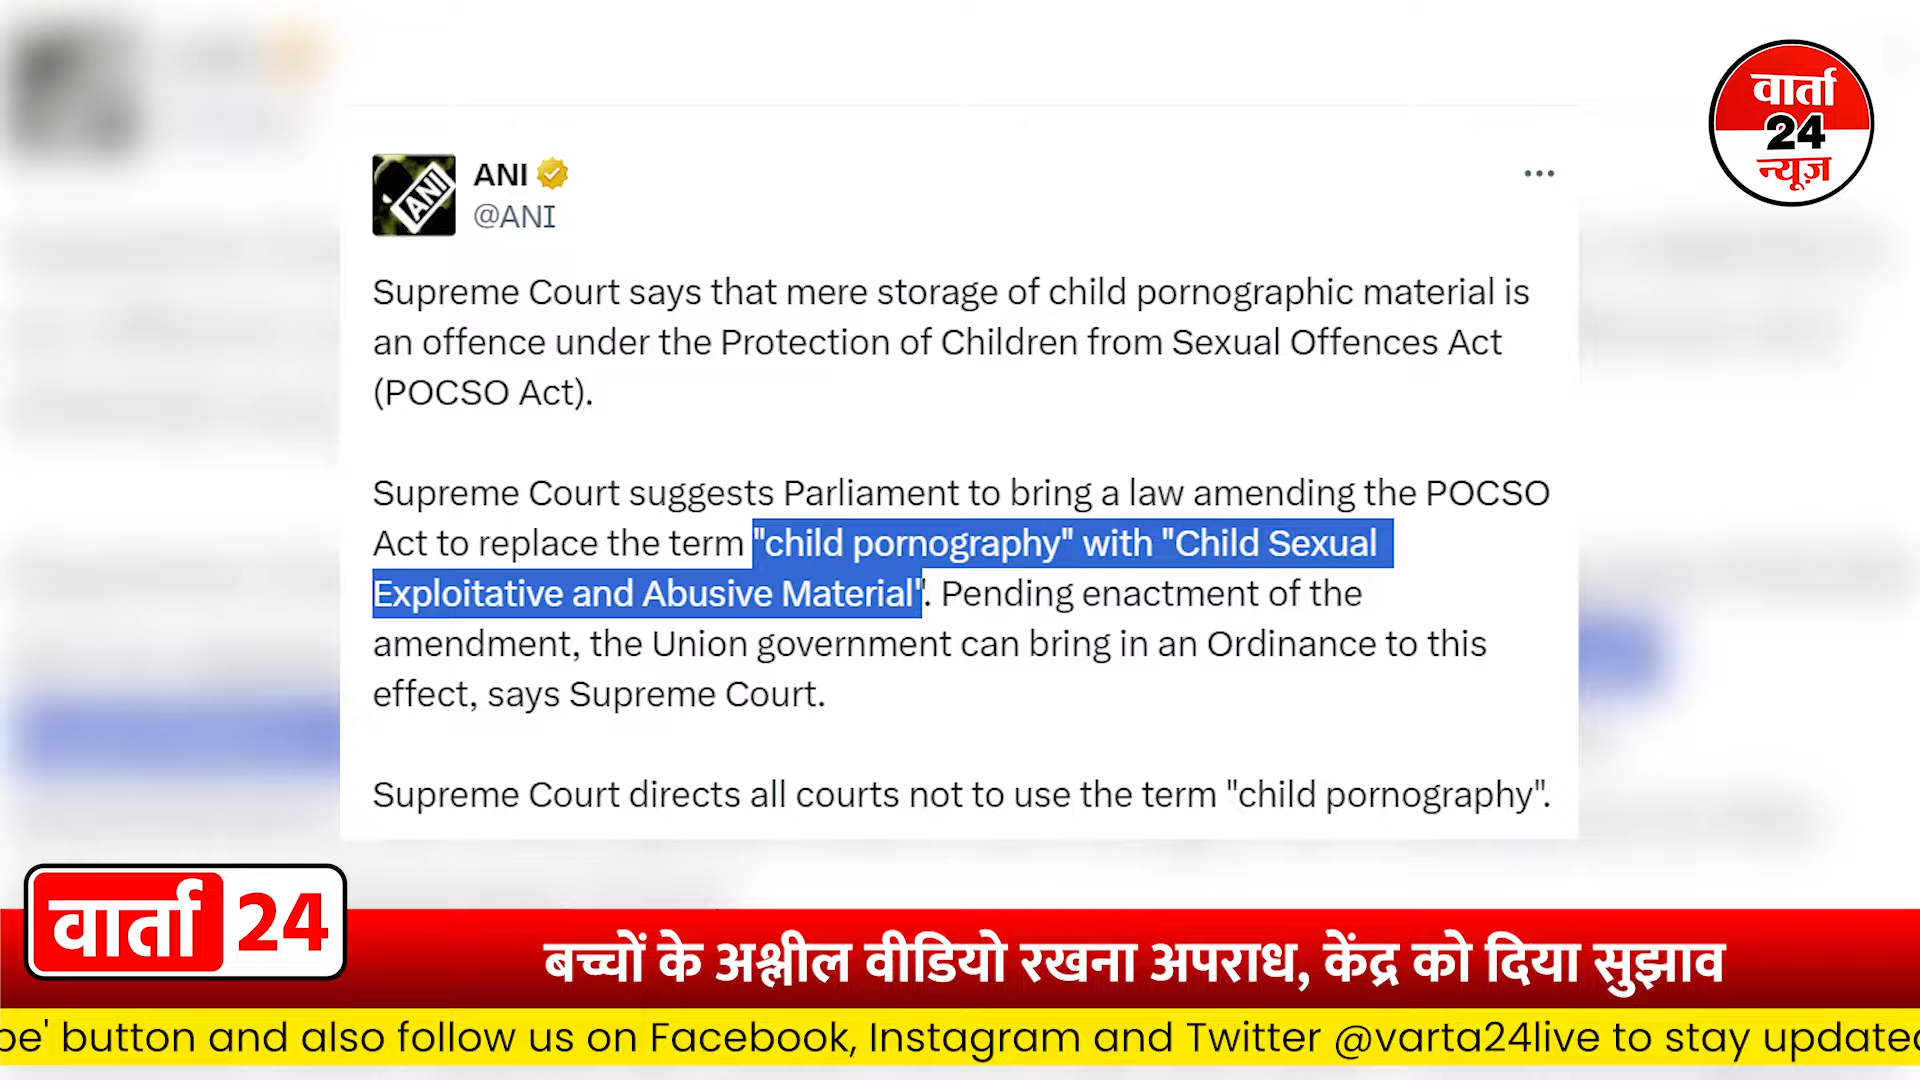 वार्ता
24
न्यूज़
ANI
ANI
@ANI
Supreme Court says that mere storage of child pornographic material is
an offence under the Protection of Children from Sexual Offences Act
(POCSO Act).
Supreme Court suggests Parliament to bring a law amending the POCSO
Act to replace the term "child pornography" with "Child Sexual
Exploitative and Abusive Material". Pending enactment of the
amendment, the Union government can bring in an Ordinance to this
effect, says Supreme Court.
Supreme Court directs all courts not to use the term "child pornography".
वार्ता 24
बच्चों के अश्लील वीडियो रखना अपराध, केंद्र को दिया सुझाव
be' button and also follow us on Facebook, Instagram and Twitter @varta24live to stay update